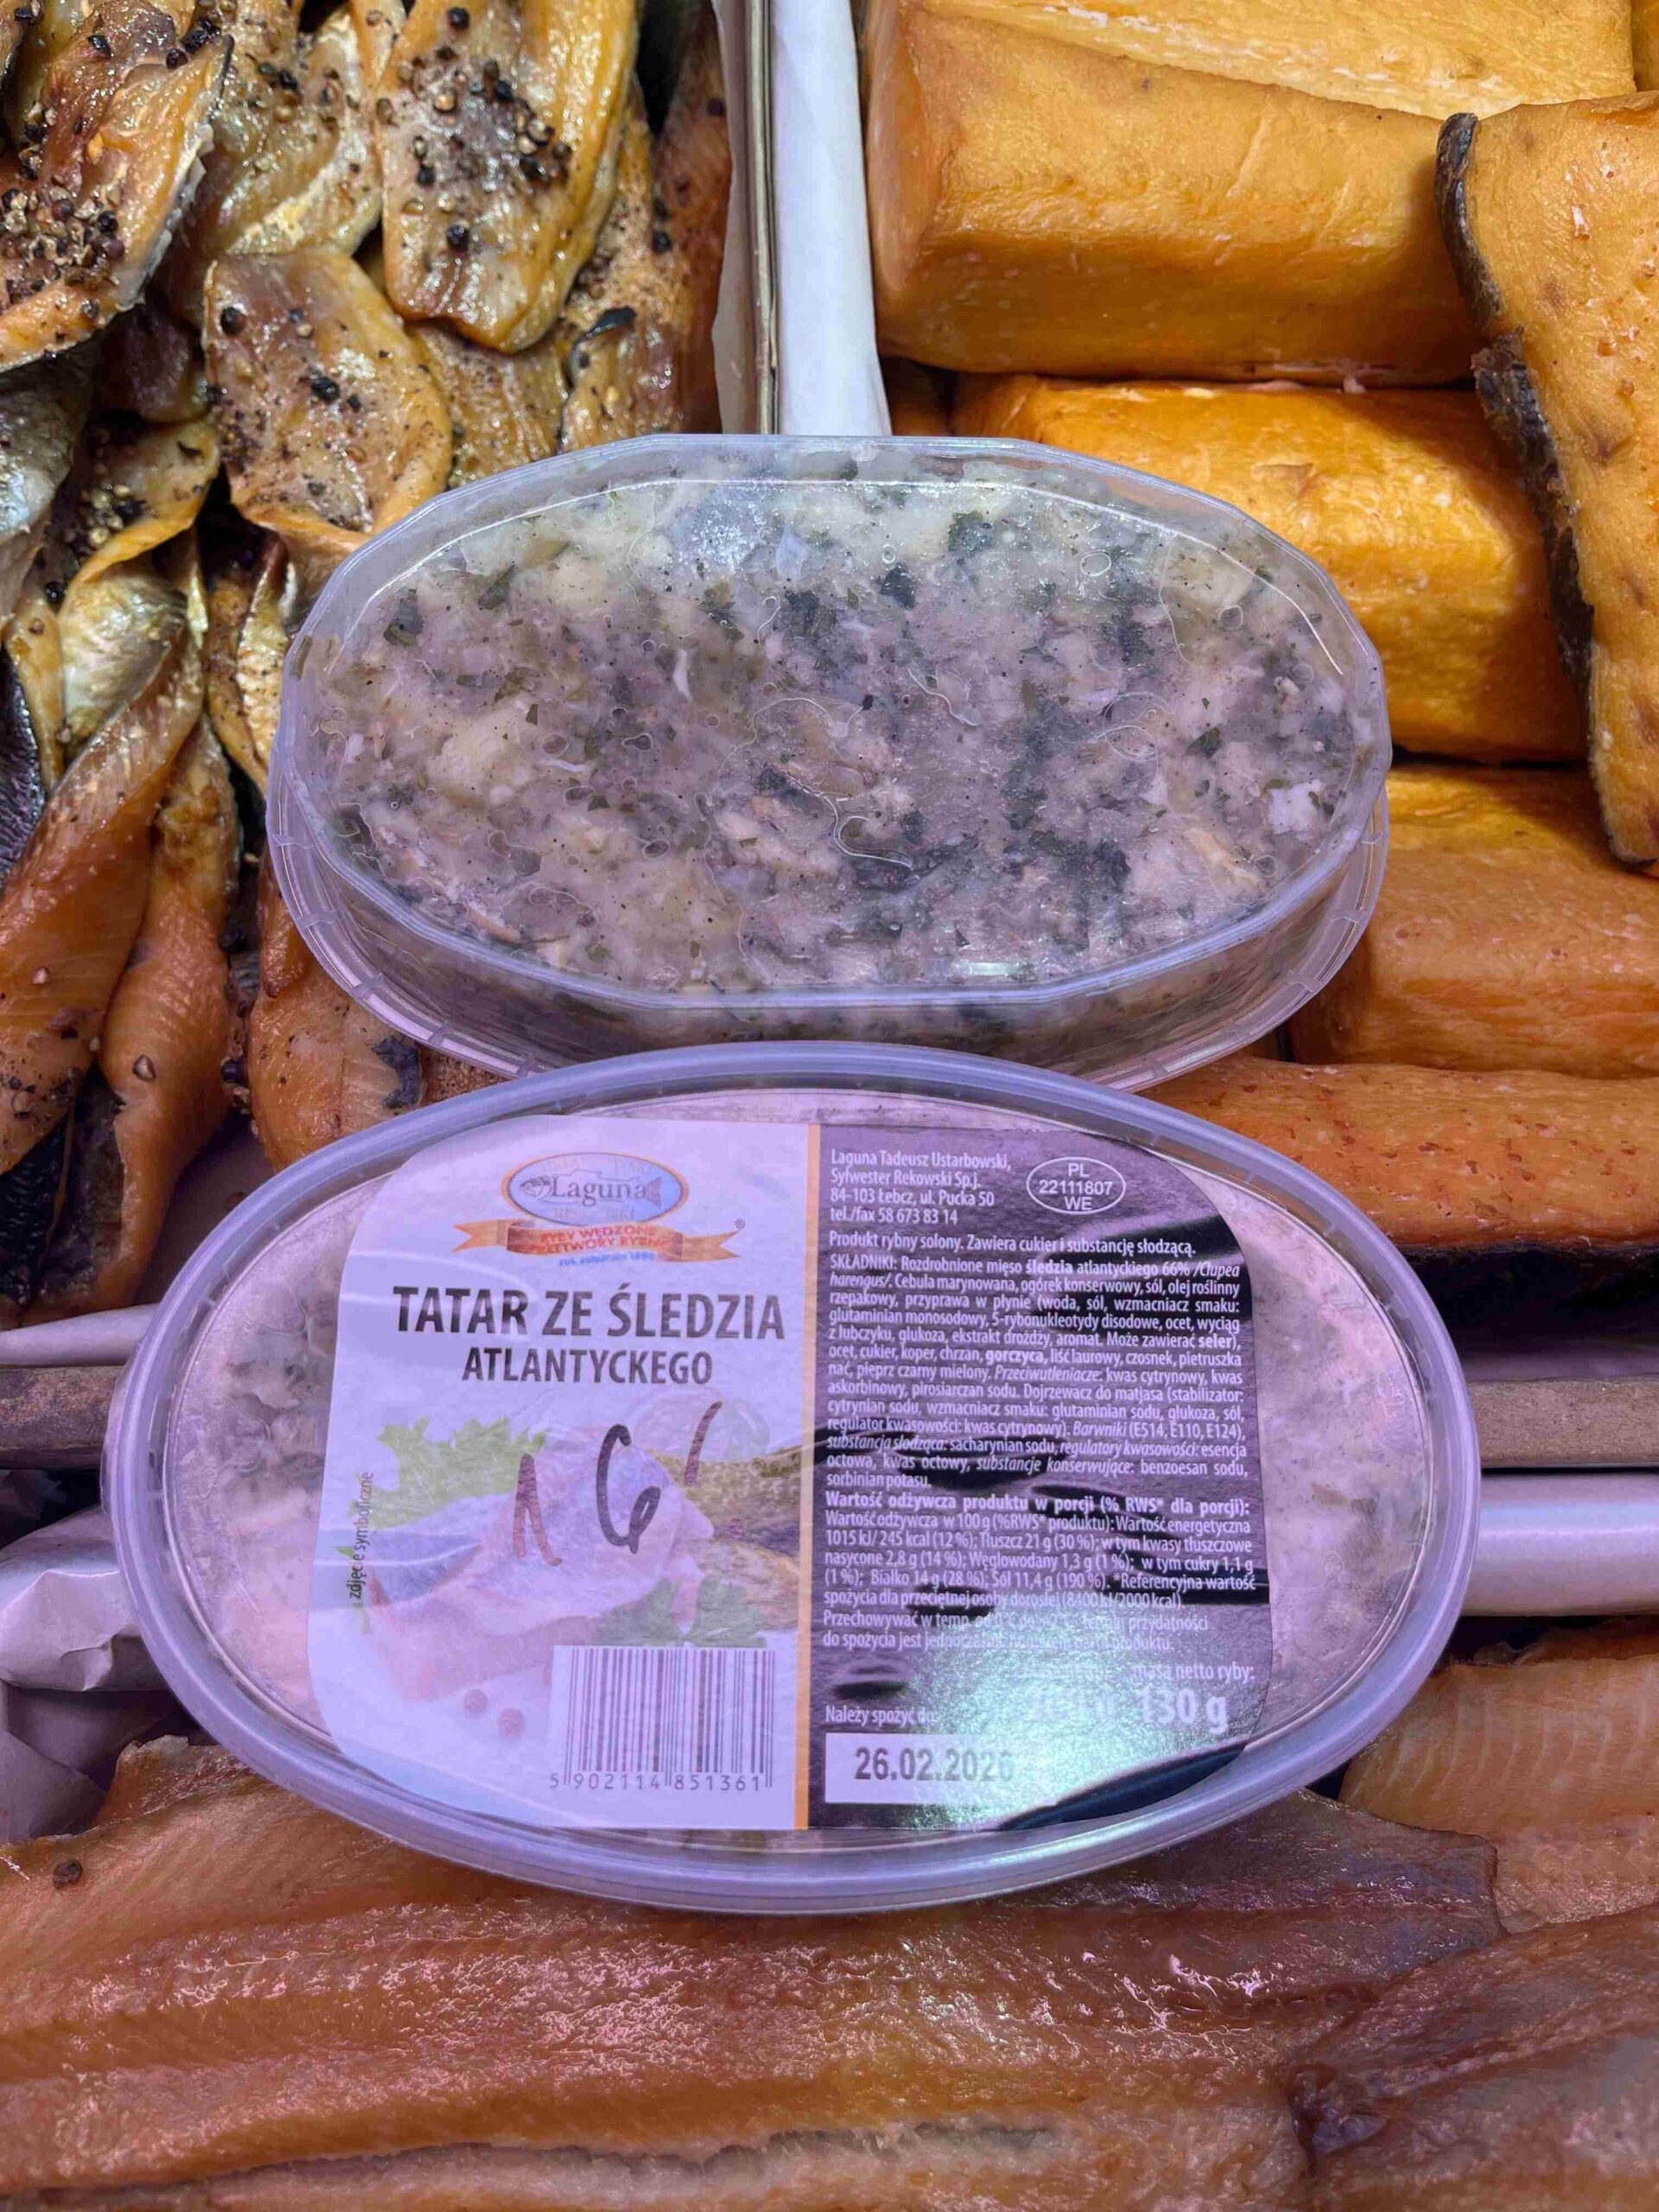 Laguna
RYBY WĘDZONE
PRZETWORY RYBNE
TATAR ZE ŚLEDZIA
ATLANTYCKEGO
16
zdjęcie symboliczne
5 902114 851361
Laguna Tadeusz Ustarbowski,
Sylwester Rekowski Sp.j.
84-103 Łebcz, ul. Pucka 50
tel./fax 58 673 83 14
PL
22111807
WE
Produkt rybny solony. Zawiera cukier i substancję słodzącą.
SKŁADNIKI: Rozdrobnione mięso śledzia atlantyckiego 66% /Clupea
harengus/, Cebula marynowana, ogórek konserwowy, sól, olej roślinny
rzepakowy, przyprawa w płynie (woda, sól, wzmacniacz smaku:
glutaminian monosodowy, 5-rybonukleotydy disodowe, ocet, wyciąg
z lubczyku, glukoza, ekstrakt drożdży, aromat. Może zawierać seler),
ocet, cukier, koper, chrzan, gorczyca, liść laurowy, czosnek, pietruszka
nać, pieprz czarny mielony. Przeciwutleniacze: kwas cytrynowy, kwas
askorbinowy, pirosiarczan sodu. Dojrzewacz do matjasa (stabilizator:
cytrynian sodu, wzmacniacz smaku: glutaminian sodu, glukoza, sól,
regulator kwasowości: kwas cytrynowy). Barwniki (E514, E110, E124),
substancja słodząca: sacharynian sodu, regulatory kwasowości: esencja
octowa, kwas octowy, substancje konserwujące: benzoesan sodu,
sorbinian potasu.
Wartość odżywcza produktu w porcji (% RWS* dla porcji):
Wartość odżywcza w 100 g (%RWS* produktu): Wartość energetyczna
1015 kJ/ 245 kcal (12 %); Tłuszcz 21 g (30 %); w tym kwasy tłuszczowe
nasycone 2,8 g (14 %); Węglowodany 1,3 g (1 %); w tym cukry 1,1 g
(1 %); Białko 14 g (28 %); Sól 11,4 g (190 %). *Referencyjna wartość
spożycia dla przeciętnej osoby dorosłej (8400 kJ/2000 kcal).
Przechowywać w temp. przydatności
do spożycia jest produktu.
masa netto ryby:
130 g
Należy spożyć do:
26.02.2026